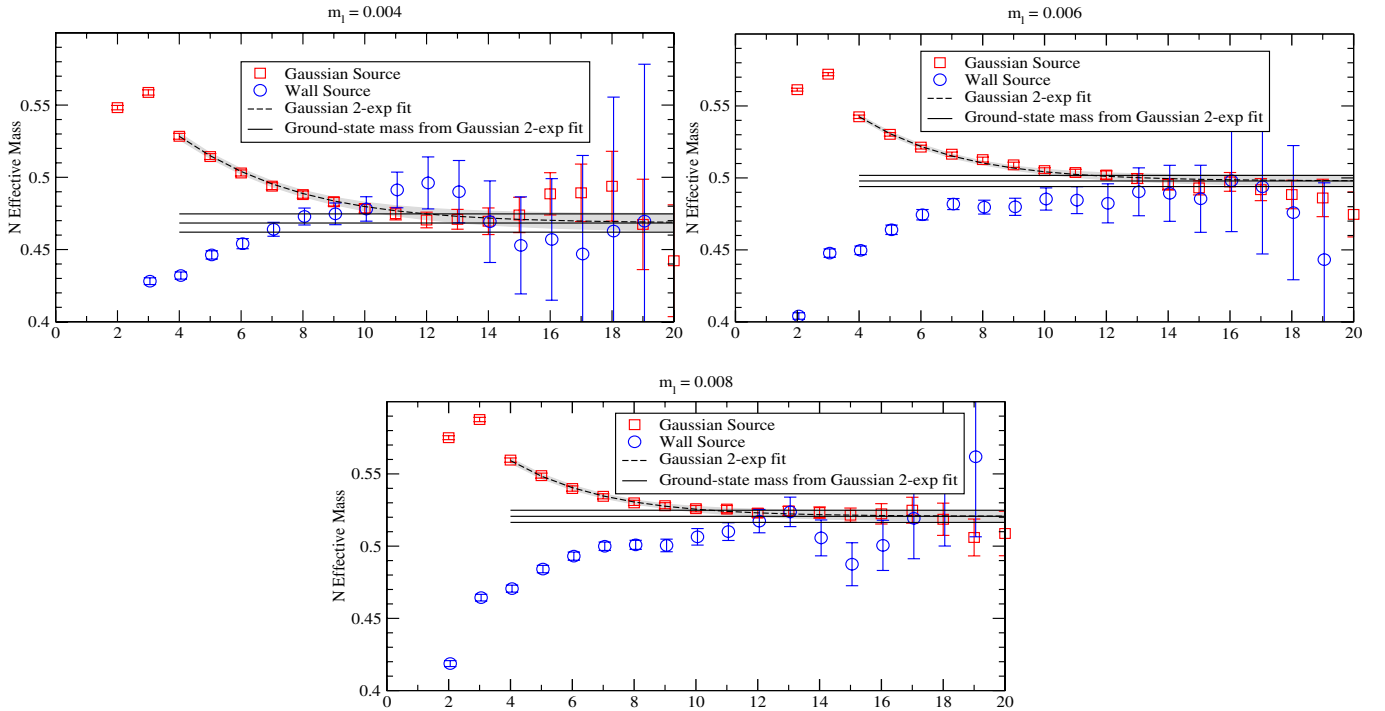 m_l = 0.004
N Effective Mass
0.55
0.5
0.45
0.4
Gaussian Source
Wall Source
Gaussian 2-exp fit
Ground-state mass from Gaussian 2-exp fit
0 2 4 6 8 10 12 14 16 18 20
m_l = 0.006
N Effective Mass
0.55
0.5
0.45
0.4
Gaussian Source
Wall Source
Gaussian 2-exp fit
Ground-state mass from Gaussian 2-exp fit
0 2 4 6 8 10 12 14 16 18 20
m_l = 0.008
N Effective Mass
0.55
0.5
0.45
0.4
Gaussian Source
Wall Source
Gaussian 2-exp fit
Ground-state mass from Gaussian 2-exp fit
0 2 4 6 8 10 12 14 16 18 20